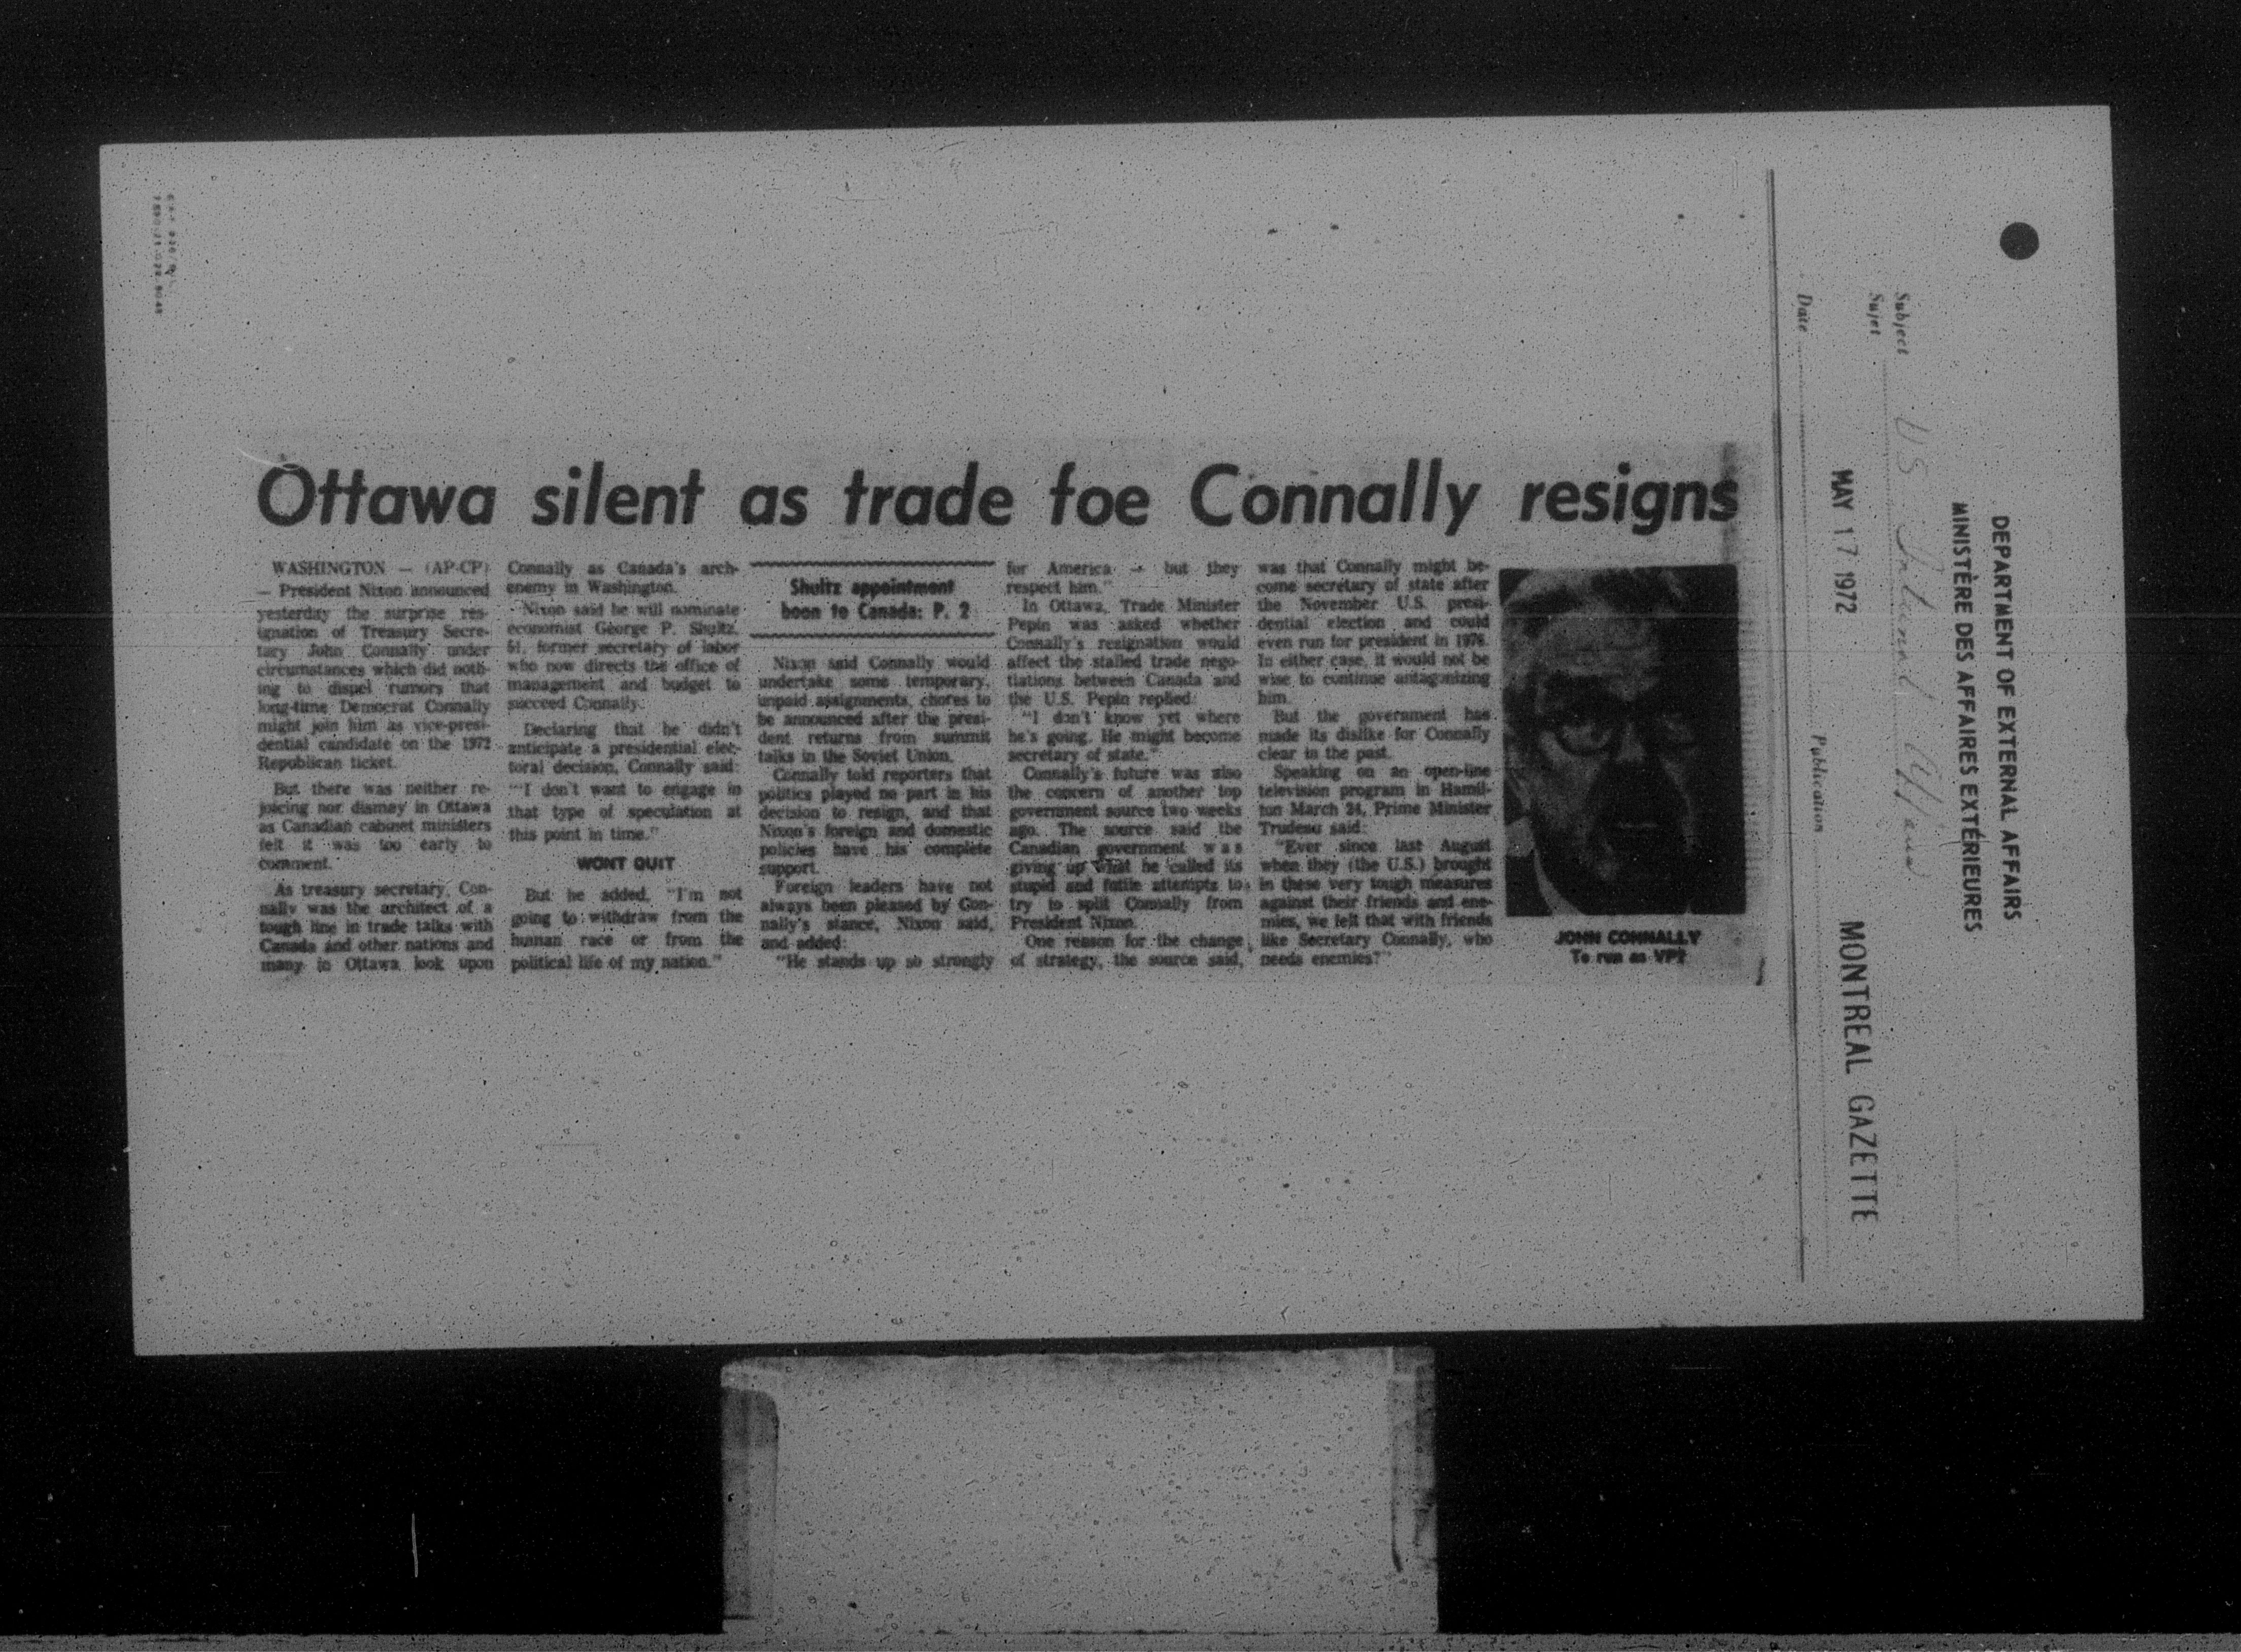 DEPARTMENT OF EXTERNAL AFFAIRS
MINISTÈRE DES AFFAIRES EXTÉRIEURES
Subject
Sujet
US Internal Affairs
Date
MAY 17 1972
Publication
MONTREAL GAZETTE
Ottawa silent as trade foe Connally resigns
WASHINGTON — (AP-CP)
— President Nixon announced
yesterday the surprise res-
ignation of Treasury Secre-
tary John Connally under
circumstances which did noth-
ing to dispel rumors that
long-time Democrat Connally
might join him as vice-presi-
dential candidate on the 1972
Republican ticket.
But there was neither re-
joicing nor dismay in Ottawa
as Canadian cabinet ministers
felt it was too early to
comment.
As treasury secretary, Con-
nally was the architect of a
tough line in trade talks with
Canada and other nations and
many in Ottawa look upon
Connally as Canada's arch-
enemy in Washington.
Nixon said he will nominate
economist George P. Shultz,
51, former secretary of labor
who now directs the office of
management and budget to
succeed Connally.
Declaring that he didn't
anticipate a presidential elec-
toral decision, Connally said:
"I don't want to engage in
that type of speculation at
this point in time."
WONT QUIT
But he added, "I'm not
going to withdraw from the
human race or from the
political life of my nation."
Shultz appointment
boon to Canada: P. 2
Nixon said Connally would
undertake some temporary,
unpaid assignments, chores to
be announced after the presi-
dent returns from summit
talks in the Soviet Union.
Connally told reporters that
politics played no part in his
decision to resign, and that
Nixon's foreign and domestic
policies have his complete
support.
Foreign leaders have not
always been pleased by Con-
nally's stance, Nixon said,
and added:
"He stands up so strongly
for America — but they
respect him."
In Ottawa, Trade Minister
Pepin was asked whether
Connally's resignation would
affect the stalled trade nego-
tiations between Canada and
the U.S. Pepin replied:
"I don't know yet where
he's going. He might become
secretary of state."
Connally's future was also
the concern of another top
government source two weeks
ago. The source said the
Canadian government was
giving up what he called its
stupid and futile attempts to
try to split Connally from
President Nixon.
One reason for the change
of strategy, the source said,
was that Connally might be-
come secretary of state after
the November U.S. presi-
dential election and could
even run for president in 1976.
In either case, it would not be
wise to continue antagonizing
him.
But the government has
made its dislike for Connally
clear in the past.
Speaking on an open-line
television program in Hamil-
ton March 24, Prime Minister
Trudeau said:
"Ever since last August
when they (the U.S.) brought
in these very tough measures
against their friends and ene-
mies, we felt that with friends
like Secretary Connally, who
needs enemies?"
JOHN CONNALLY
To run as VP?